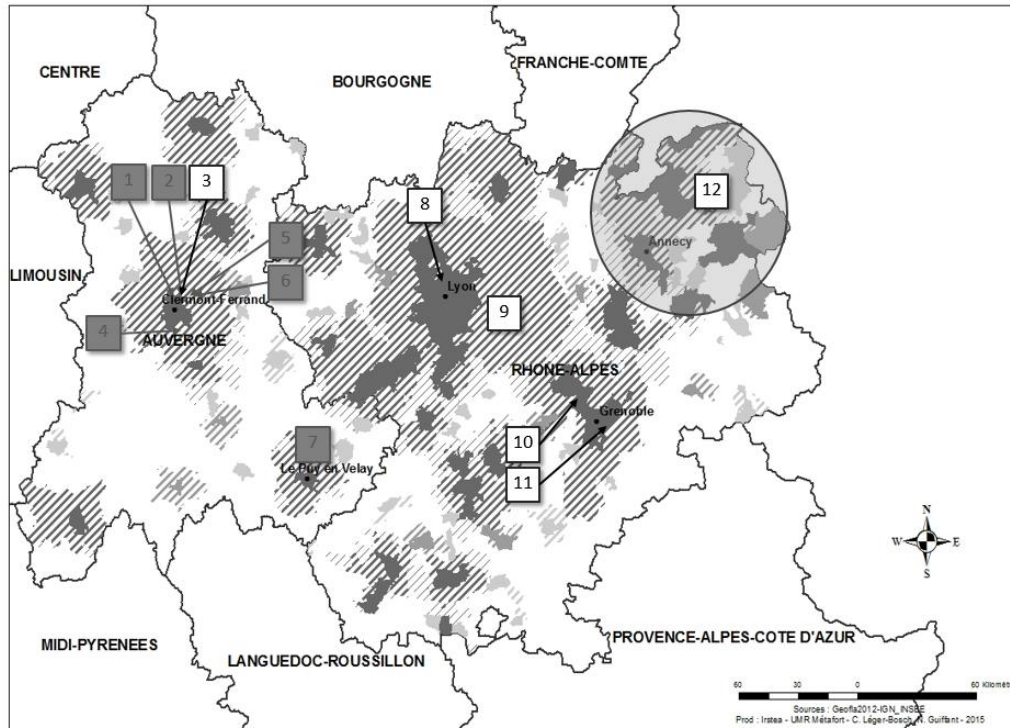 FRANCHE-COMTE
CENTRE
BOURGOGNE
1
2
3
12
8
5
Annecy
LIMOUSIN
6
Lyon
Clermont-Ferrand
9
4
AUVERGNE
RHONE-ALPES
Grenoble
7
10
Le Puy en Velay
11
N
W
E
S
PROVENCE-ALPES-COTE D'AZUR
MIDI-PYRENEES
LANGUEDOC-ROUSSILLON
60 30 0 60 Kilomèt
Sources : Geofla2012-IGN_INSEE
Prod : Irstea - UMR Métafort - C. Léger-Bosch, N. Guiffant - 2015